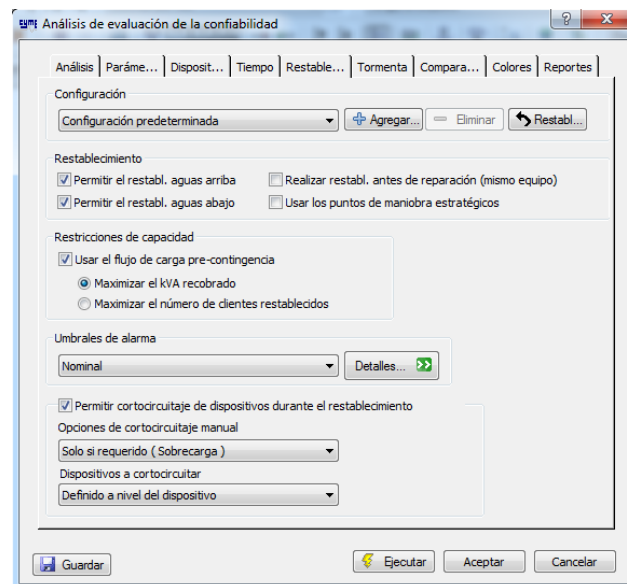 CYME Análisis de evaluación de la confiabilidad
Análisis Paráme... Disposit... Tiempo Restable... Tormenta Compara... Colores Reportes
Configuración
Configuración predeterminada Agregar... Eliminar Restabl...
Restablecimiento
Permitir el restabl. aguas arriba Realizar restabl. antes de reparación (mismo equipo)
Permitir el restabl. aguas abajo Usar los puntos de maniobra estratégicos
Restricciones de capacidad
Usar el flujo de carga pre-contingencia
Maximizar el kVA recobrado
Maximizar el número de clientes restablecidos
Umbrales de alarma
Nominal Detalles...
Permitir cortocircuitaje de dispositivos durante el restablecimiento
Opciones de cortocircuitaje manual
Solo si requerido ( Sobrecarga )
Dispositivos a cortocircuitar
Definido a nivel del dispositivo
Guardar Ejecutar Aceptar Cancelar